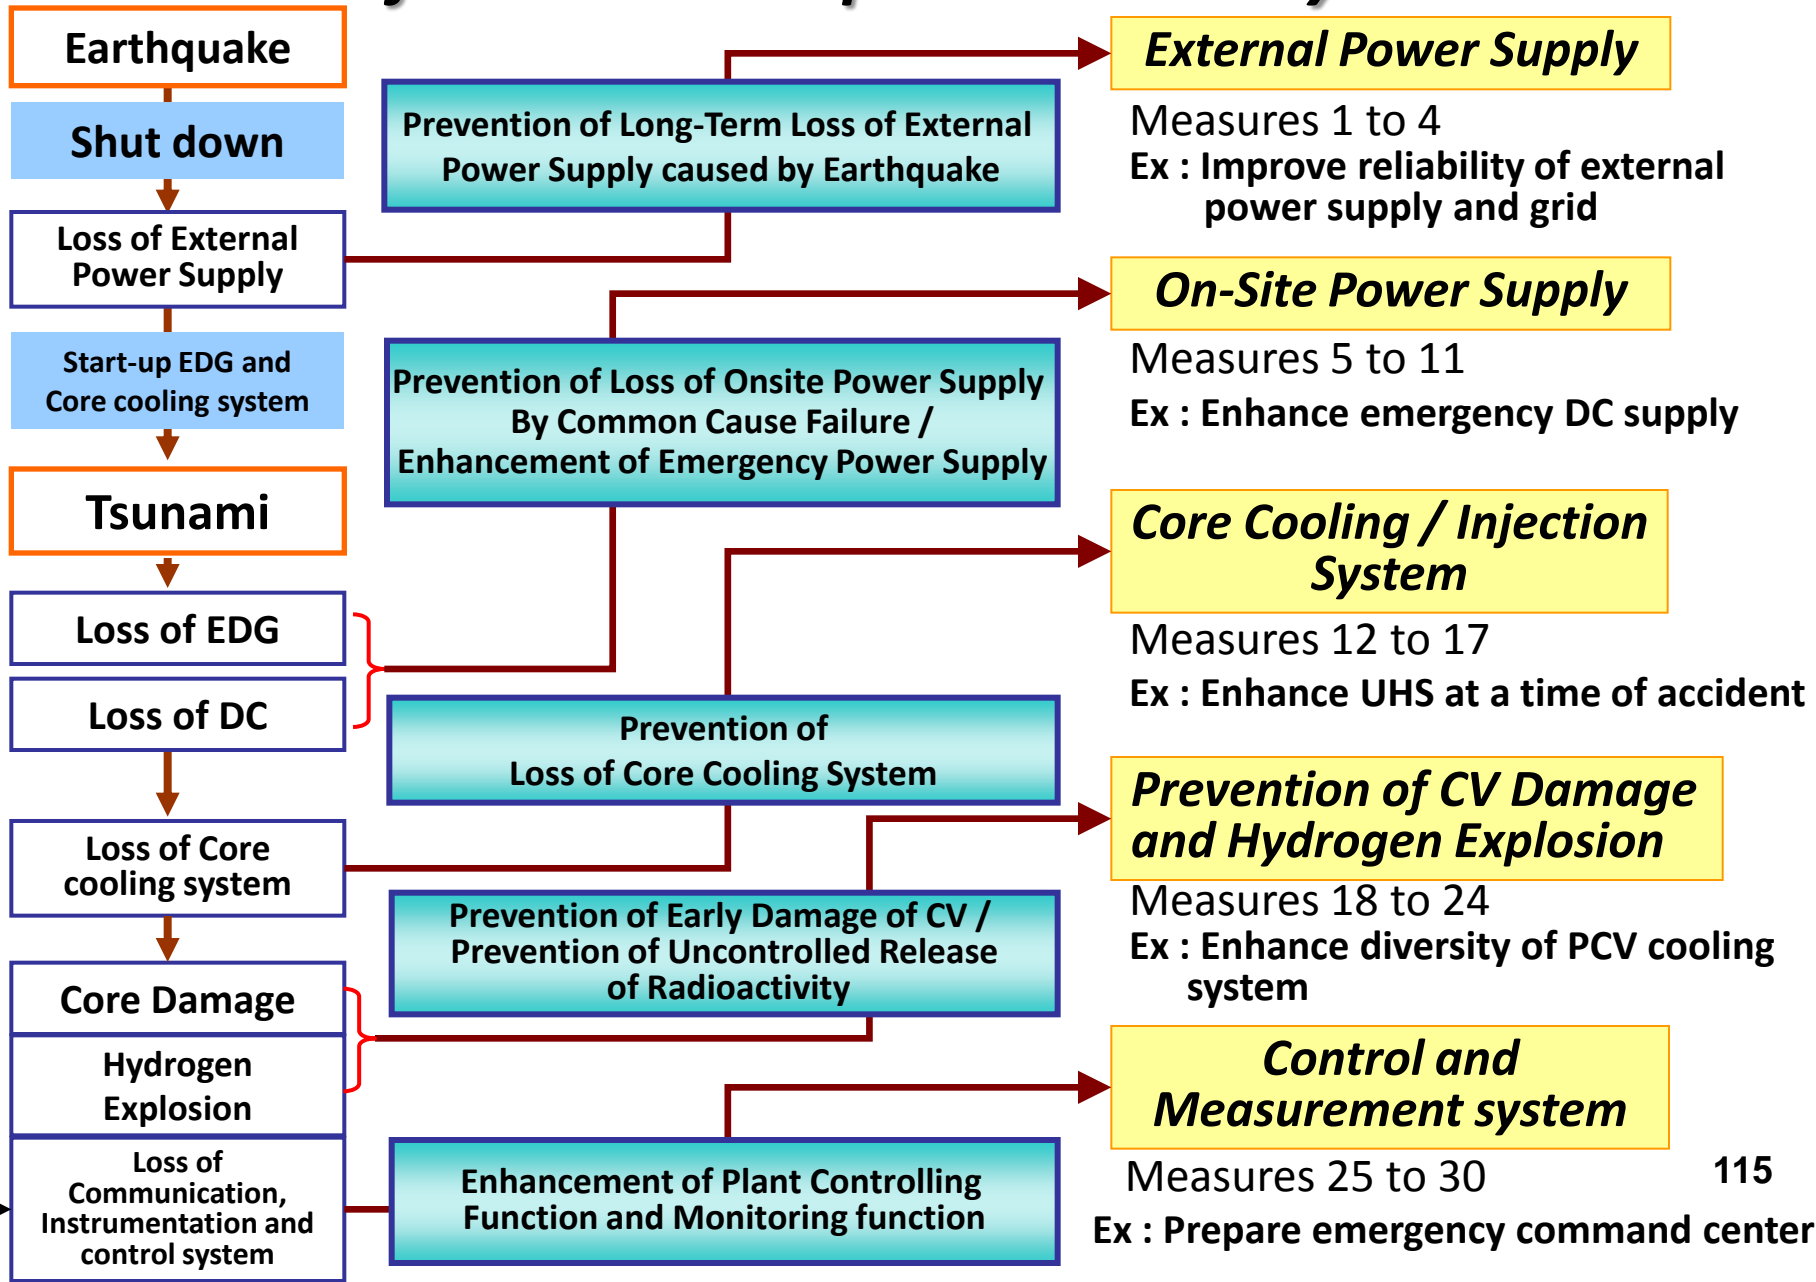 Earthquake
Shut down
Loss of External
Power Supply
Start-up EDG and
Core cooling system
Tsunami
Loss of EDG
Loss of DC
Loss of Core
cooling system
Core Damage
Hydrogen
Explosion
Loss of
Communication,
Instrumentation and
control system
Prevention of Long-Term Loss of External
Power Supply caused by Earthquake
Prevention of Loss of Onsite Power Supply
By Common Cause Failure /
Enhancement of Emergency Power Supply
Prevention of
Loss of Core Cooling System
Prevention of Early Damage of CV /
Prevention of Uncontrolled Release
of Radioactivity
Enhancement of Plant Controlling
Function and Monitoring function
External Power Supply
Measures 1 to 4
Ex : Improve reliability of external
power supply and grid
On-Site Power Supply
Measures 5 to 11
Ex : Enhance emergency DC supply
Core Cooling / Injection
System
Measures 12 to 17
Ex : Enhance UHS at a time of accident
Prevention of CV Damage
and Hydrogen Explosion
Measures 18 to 24
Ex : Enhance diversity of PCV cooling
system
Control and
Measurement system
Measures 25 to 30
Ex : Prepare emergency command center
115